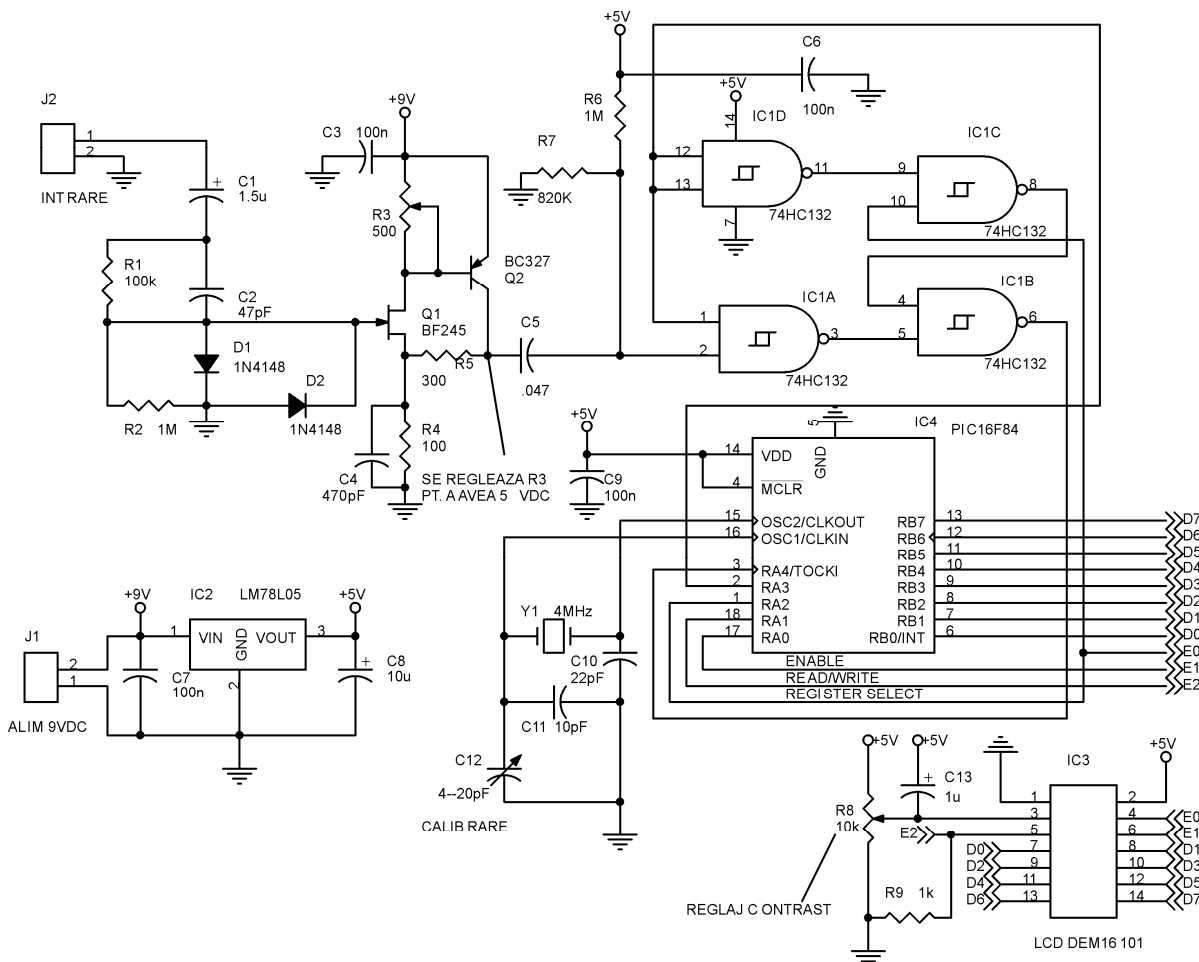 J2
1
2
INT RARE
C1
1.5u
+
R1
100k
C2
47pF
D1
1N4148
D2
1N4148
R2 1M
C3 100n
+9V
R3
500
BC327
Q2
Q1
BF245
R5
300
C5
.047
R4
100
C4
470pF
SE REGLEAZA R3
PT. A AVEA 5 VDC
+5V
R6
1M
R7
820K
C6
100n
+5V
14
IC1D
12
13
11
7
74HC132
IC1C
9
10
8
74HC132
IC1A
1
2
3
74HC132
IC1B
4
5
6
74HC132
+5V
C9
100n
IC4
PIC16F84
5
GND
14 VDD
4 MCLR
15 OSC2/CLKOUT
16 OSC1/CLKIN
3 RA4/TOCKI
2 RA3
1 RA2
18 RA1
17 RA0
RB7 13 D7
RB6 12 D6
RB5 11 D5
RB4 10 D4
RB3 9 D3
RB2 8 D2
RB1 7 D1
RB0/INT 6 D0
E0
E1
E2
ENABLE
READ/WRITE
REGISTER SELECT
Y1 4MHz
C10
22pF
C11 10pF
C12
4--20pF
CALIB RARE
J1
2
1
ALIM 9VDC
+9V
IC2 LM78L05
1 VIN
GND
VOUT 3
2
C7
100n
+5V
+
C8
10u
+5V
+5V
R8
10k
+
C13
1u
E2
R9 1k
REGLAJ C ONTRAST
IC3
+5V
1
3
5
D0 7
D2 9
D4 11
D6 13
2
4 E0
6 E1
8 D1
10 D3
12 D5
14 D7
LCD DEM16 101